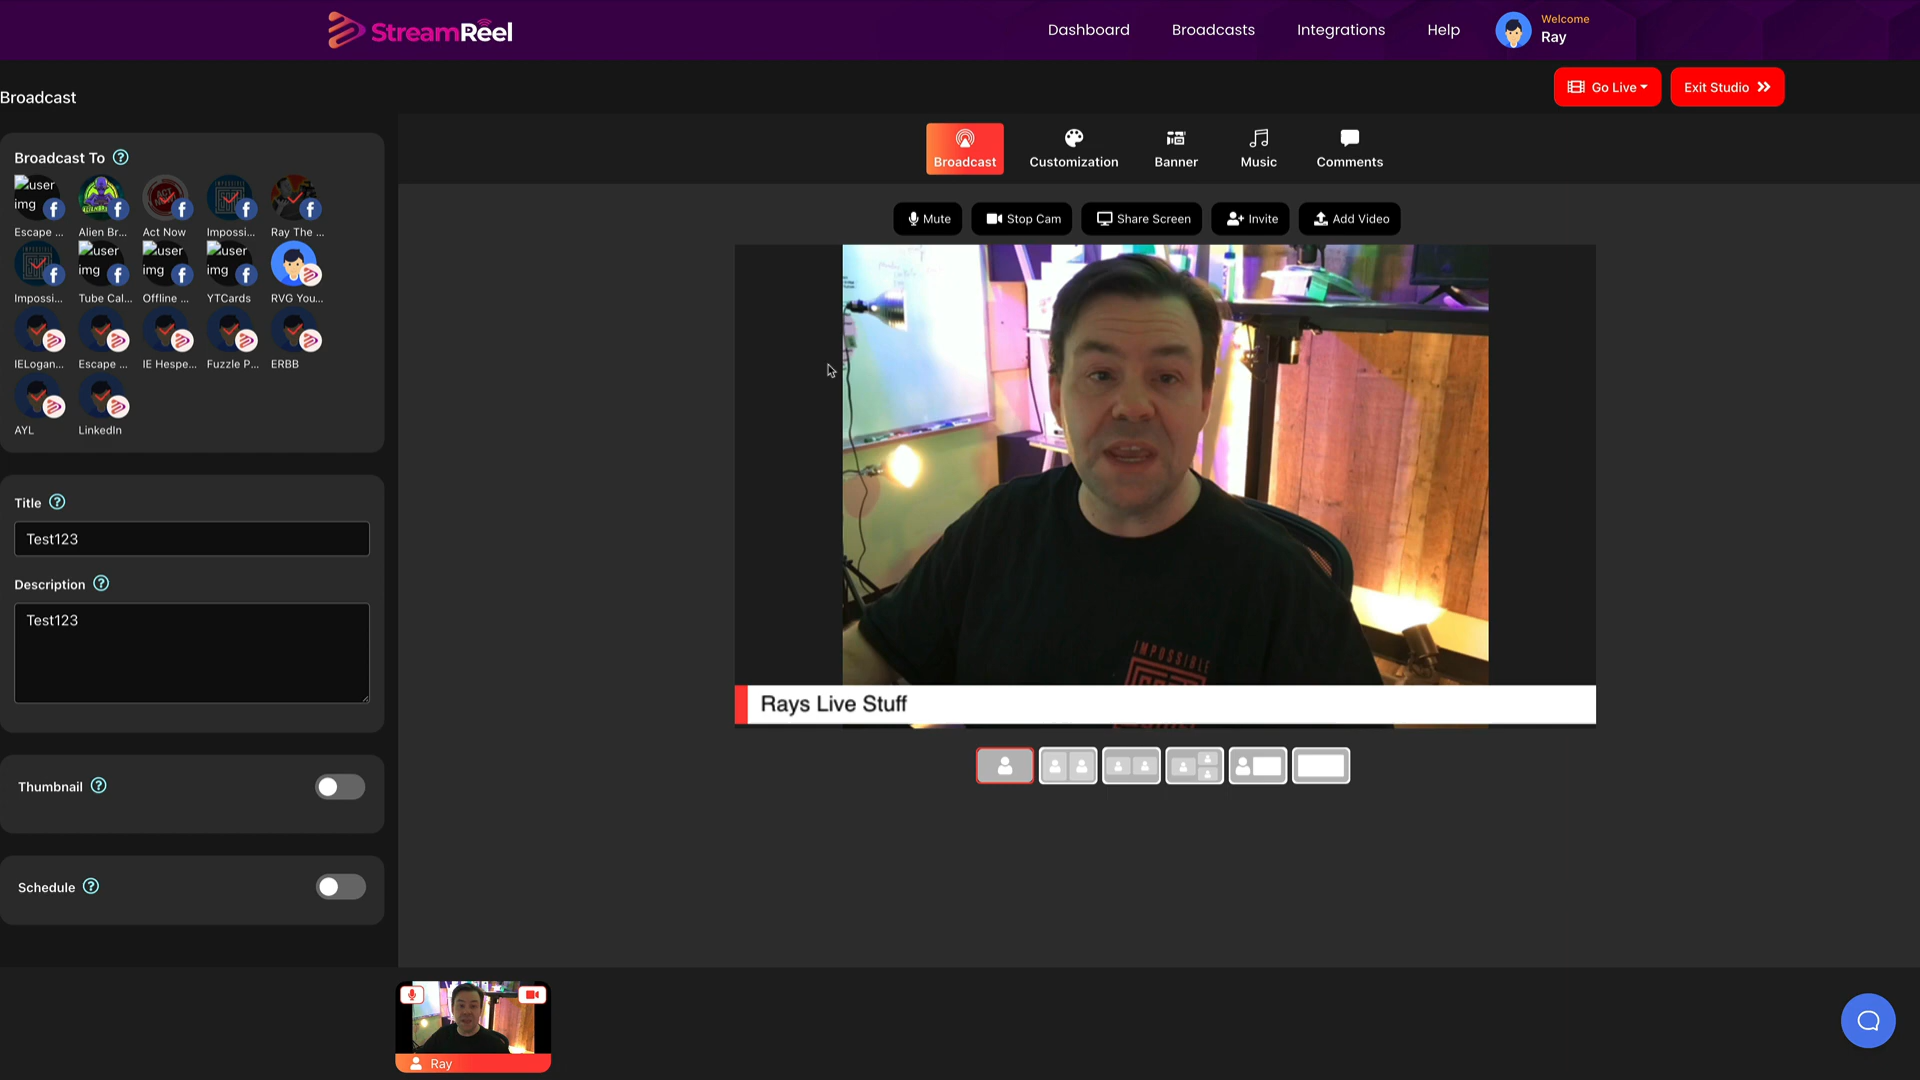 StreamReel
Dashboard
Broadcasts
Integrations
Help
Welcome
Ray
Broadcast
Go Live
Exit Studio
Broadcast To
user
img
Escape ...
Alien Br...
Act Now
Impossi...
Ray The ...
Impossi...
user
img
Tube Cal...
user
img
Offline ...
user
img
YTCards
RVG You...
IELogan...
Escape ...
IE Hespe...
Fuzzle P...
ERBB
AYL
LinkedIn
Title
Test123
Description
Test123
Thumbnail
Schedule
Broadcast
Customization
Banner
Music
Comments
Mute
Stop Cam
Share Screen
Invite
Add Video
IMPOSSIBLE
Rays Live Stuff
Ray